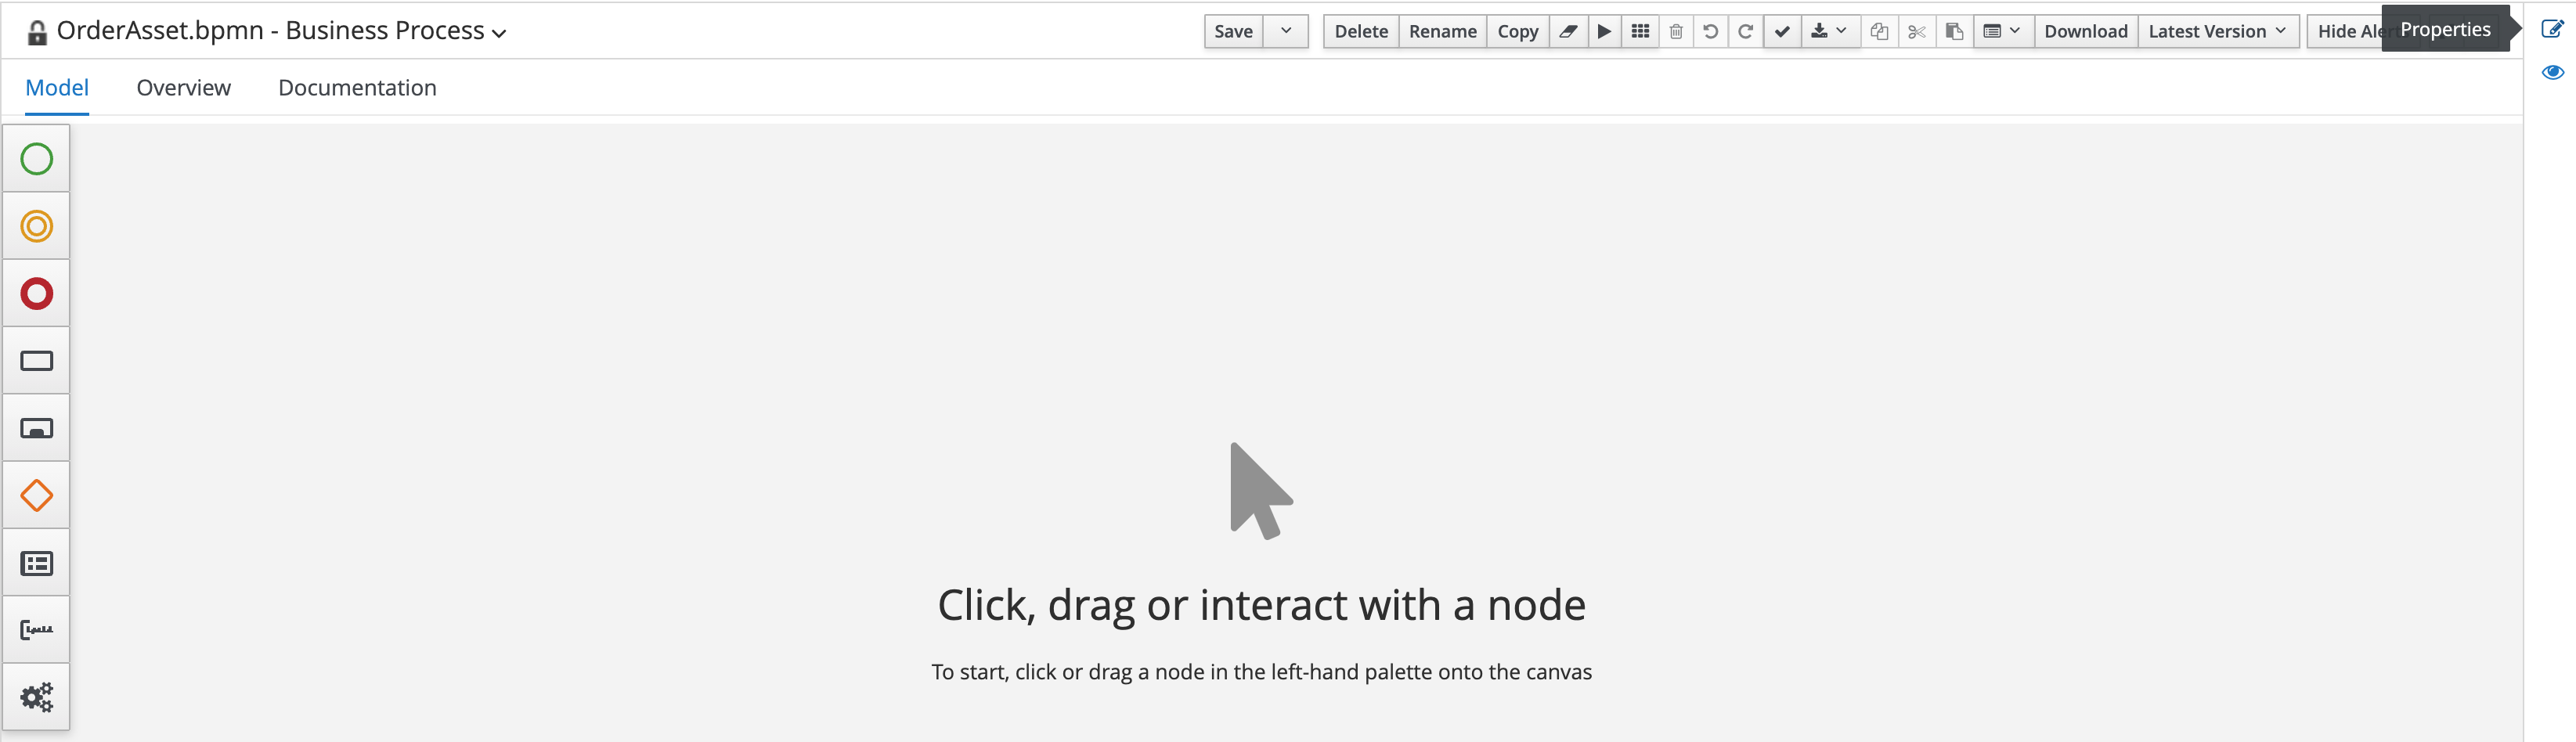 OrderAsset.bpmn - Business Process
Save
Delete
Rename
Copy
Download
Latest Version
Hide
Properties
Model
Overview
Documentation
Click, drag or interact with a node
To start, click or drag a node in the left-hand palette onto the canvas